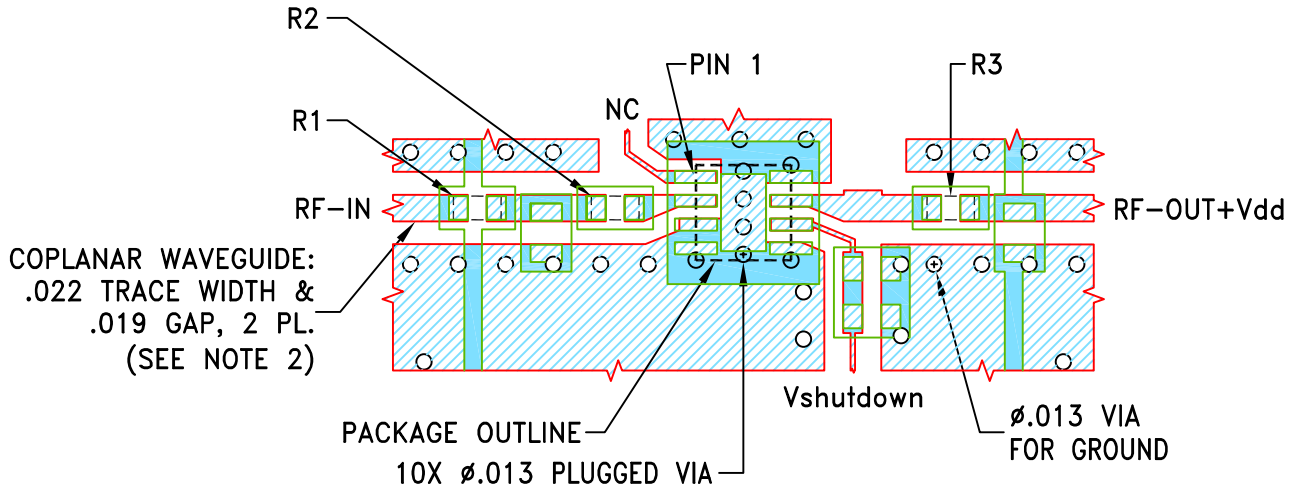 R2
PIN 1
R3
NC
R1
RF-IN
RF-OUT+Vdd
COPLANAR WAVEGUIDE:
.022 TRACE WIDTH &
.019 GAP, 2 PL.
(SEE NOTE 2)
Vshutdown
PACKAGE OUTLINE
ø.013 VIA
FOR GROUND
10X ø.013 PLUGGED VIA